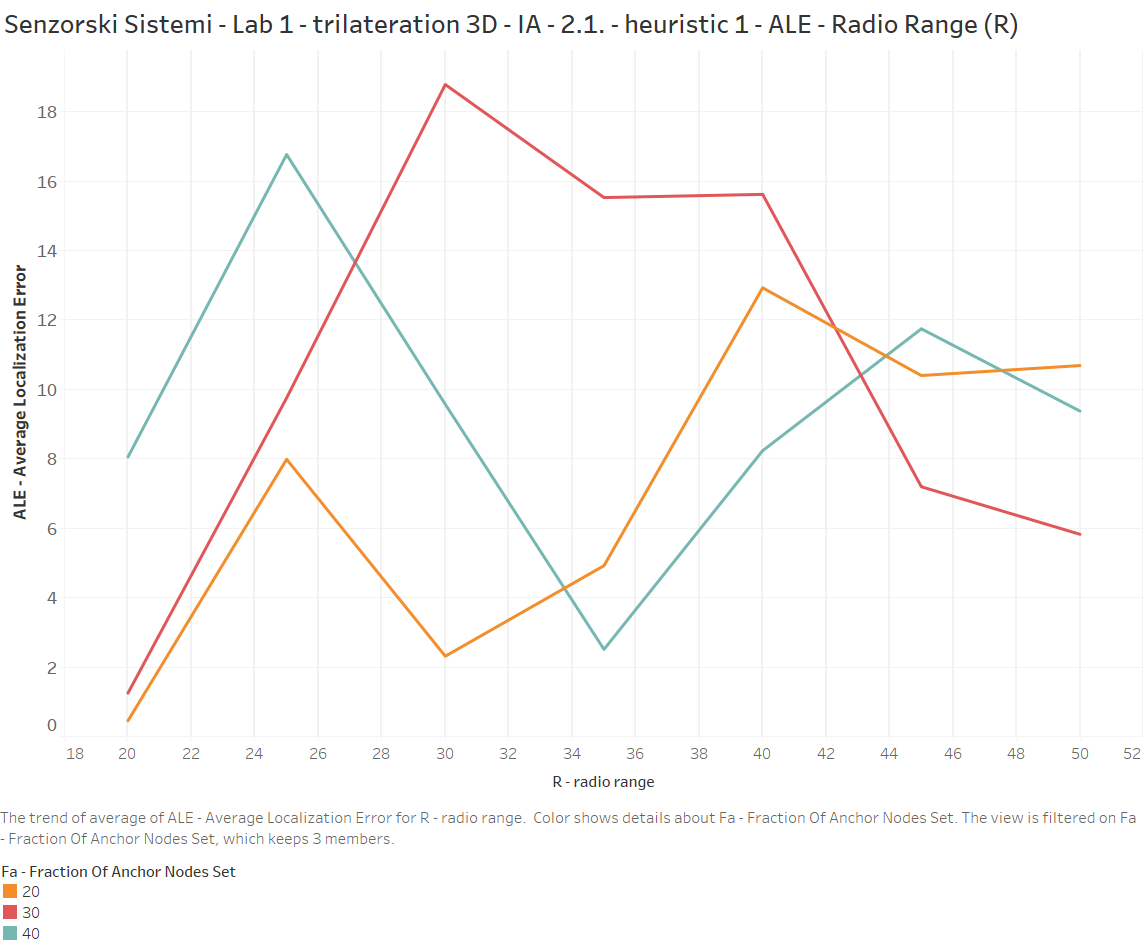 Senzorski Sistemi - Lab 1 - trilateration 3D - IA - 2.1. - heuristic 1 - ALE - Radio Range (R)
18
16
14
12
10
8
6
4
2
0
ALE - Average Localization Error
18 20 22 24 26 28 30 32 34 36 38 40 42 44 46 48 50 52
R - radio range
The trend of average of ALE - Average Localization Error for R - radio range.  Color shows details about Fa - Fraction Of Anchor Nodes Set. The view is filtered on Fa
- Fraction Of Anchor Nodes Set, which keeps 3 members.
Fa - Fraction Of Anchor Nodes Set
20
30
40